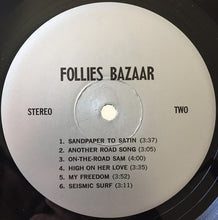 FOLLIES BAZAAR
STEREO
TWO
1. SANDPAPER TO SATIN (3:37)
2. ANOTHER ROAD SONG (3:05)
3. ON-THE-ROAD SAM (4:00)
4. HIGH ON HER LOVE (3:35)
5. MY FREEDOM (3:52)
6. SEISMIC SURF (3:11)